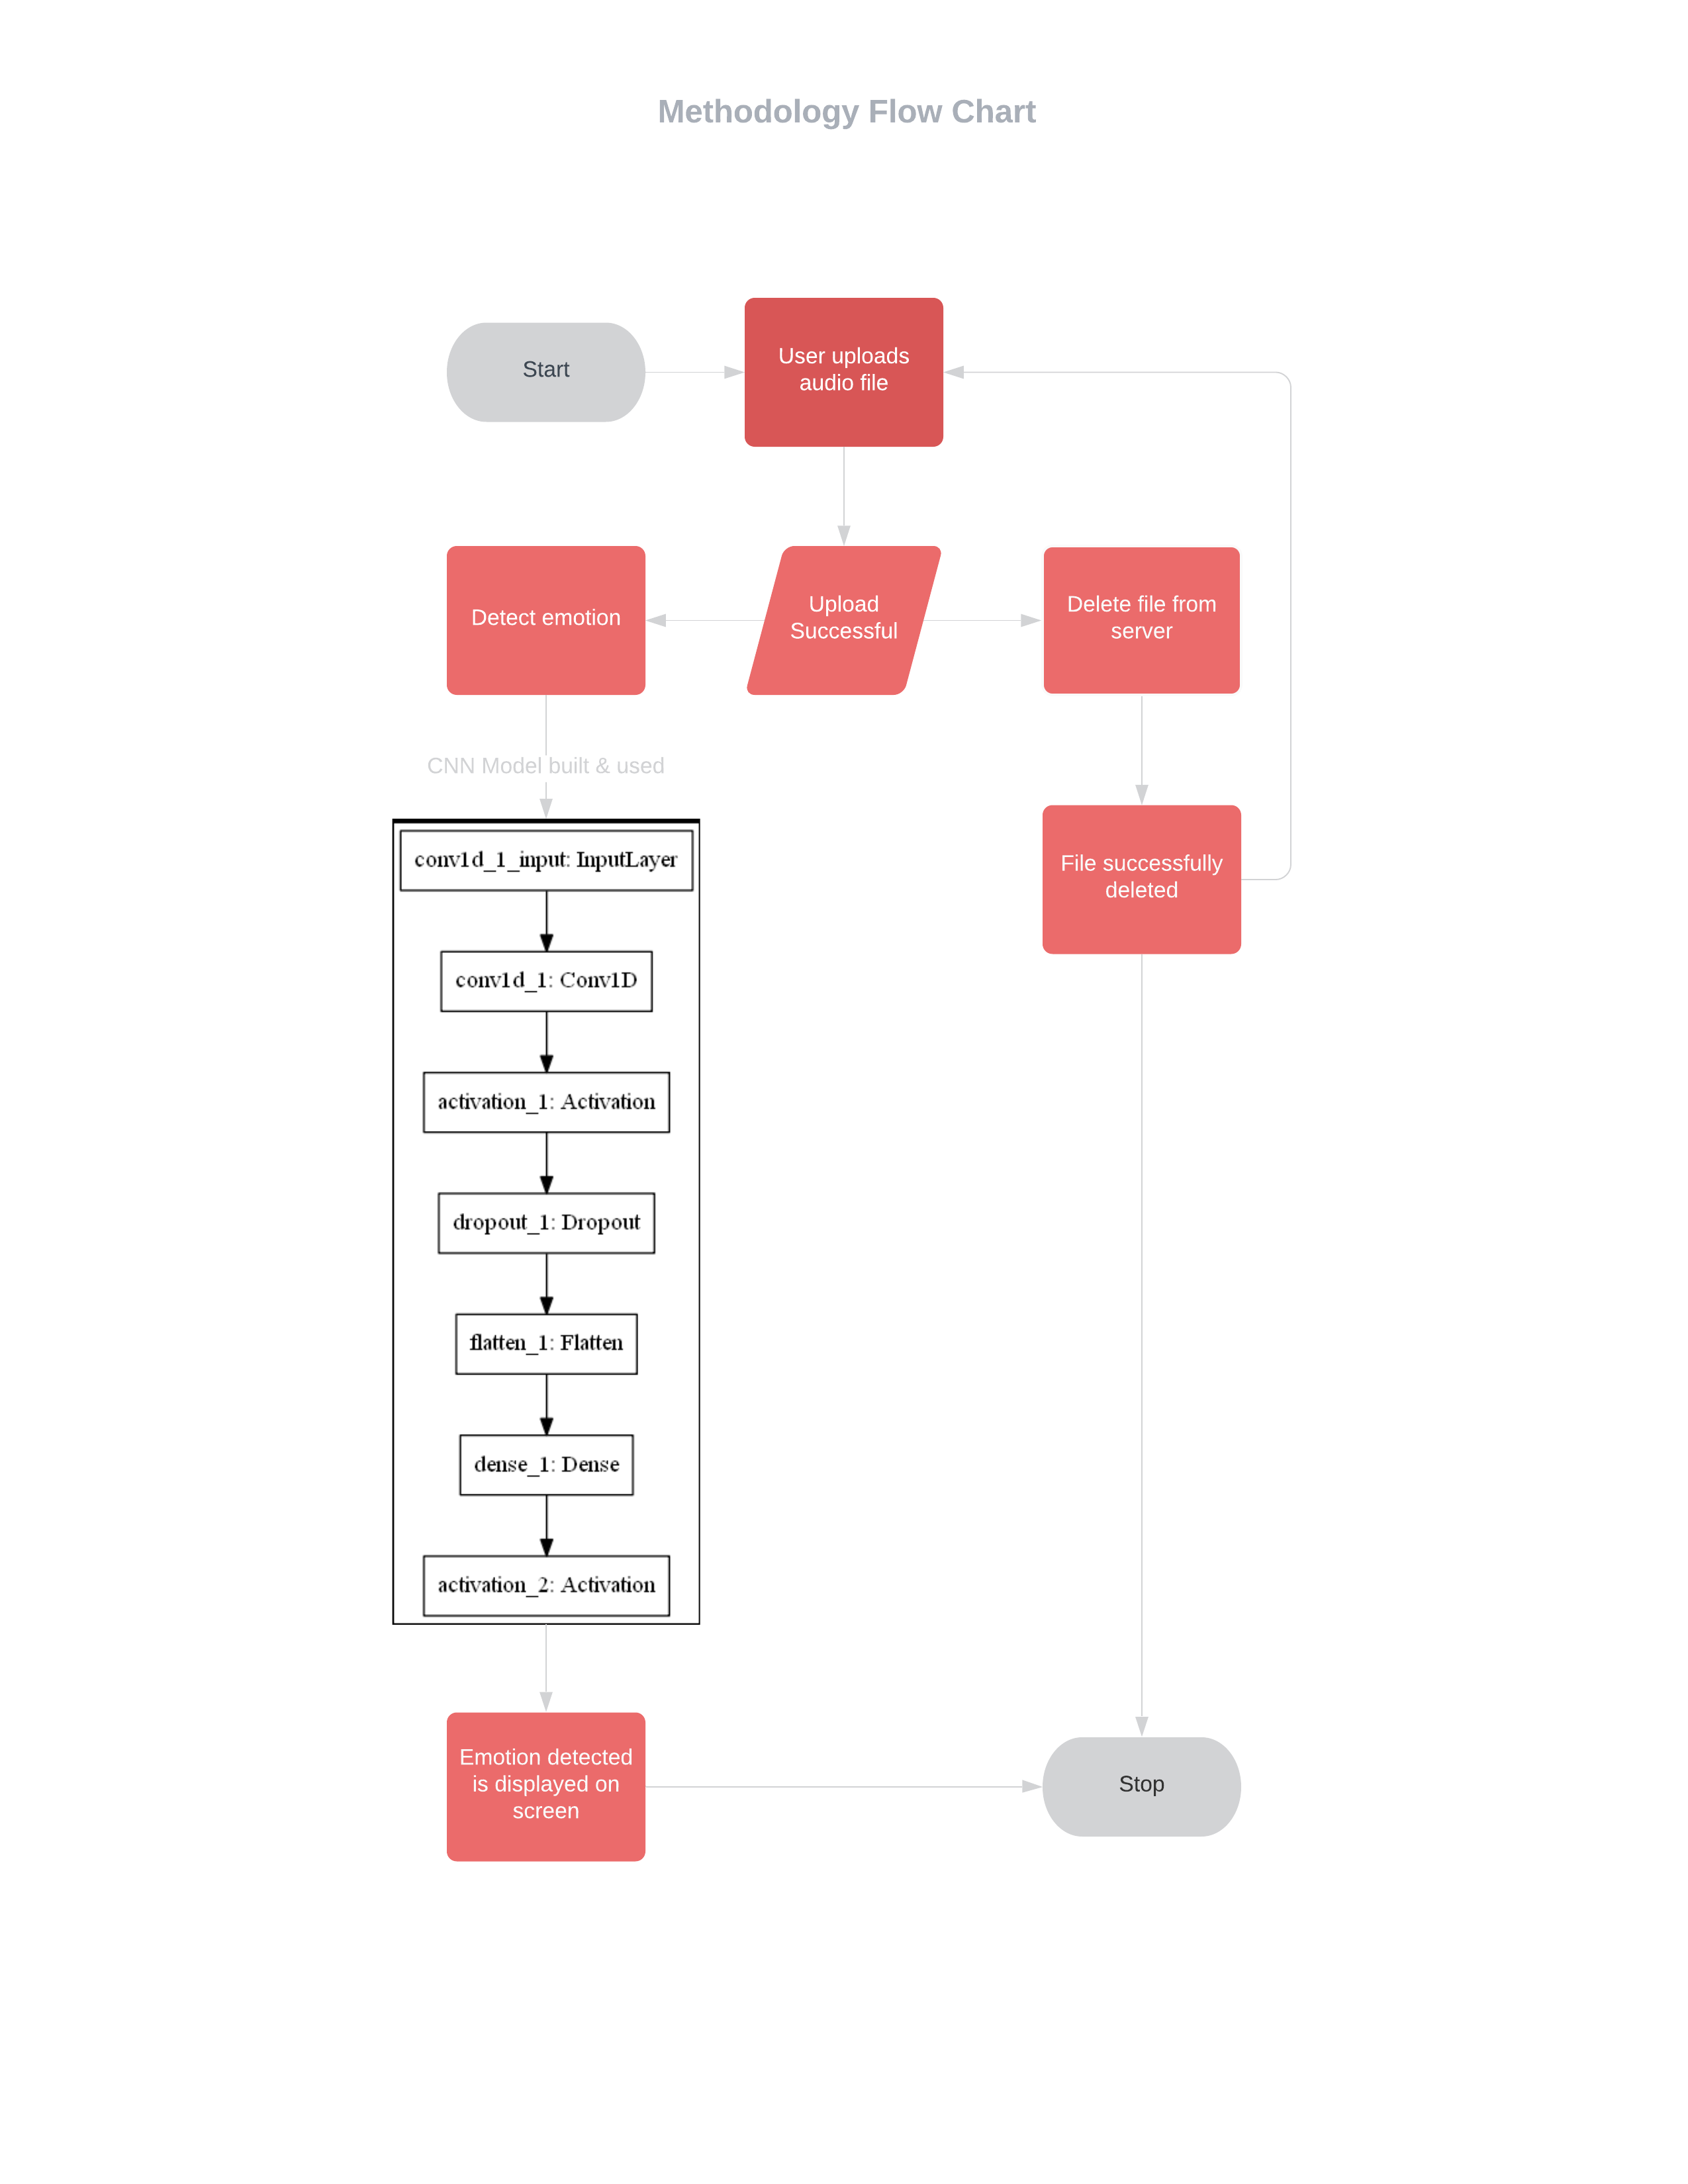 Methodology Flow Chart
Start
User uploads
audio file
Detect emotion
Upload
Successful
Delete file from
server
CNN Model built & used
File successfully
deleted
conv1d_1_input: InputLayer
conv1d_1: Conv1D
activation_1: Activation
dropout_1: Dropout
flatten_1: Flatten
dense_1: Dense
activation_2: Activation
Emotion detected
is displayed on
screen
Stop